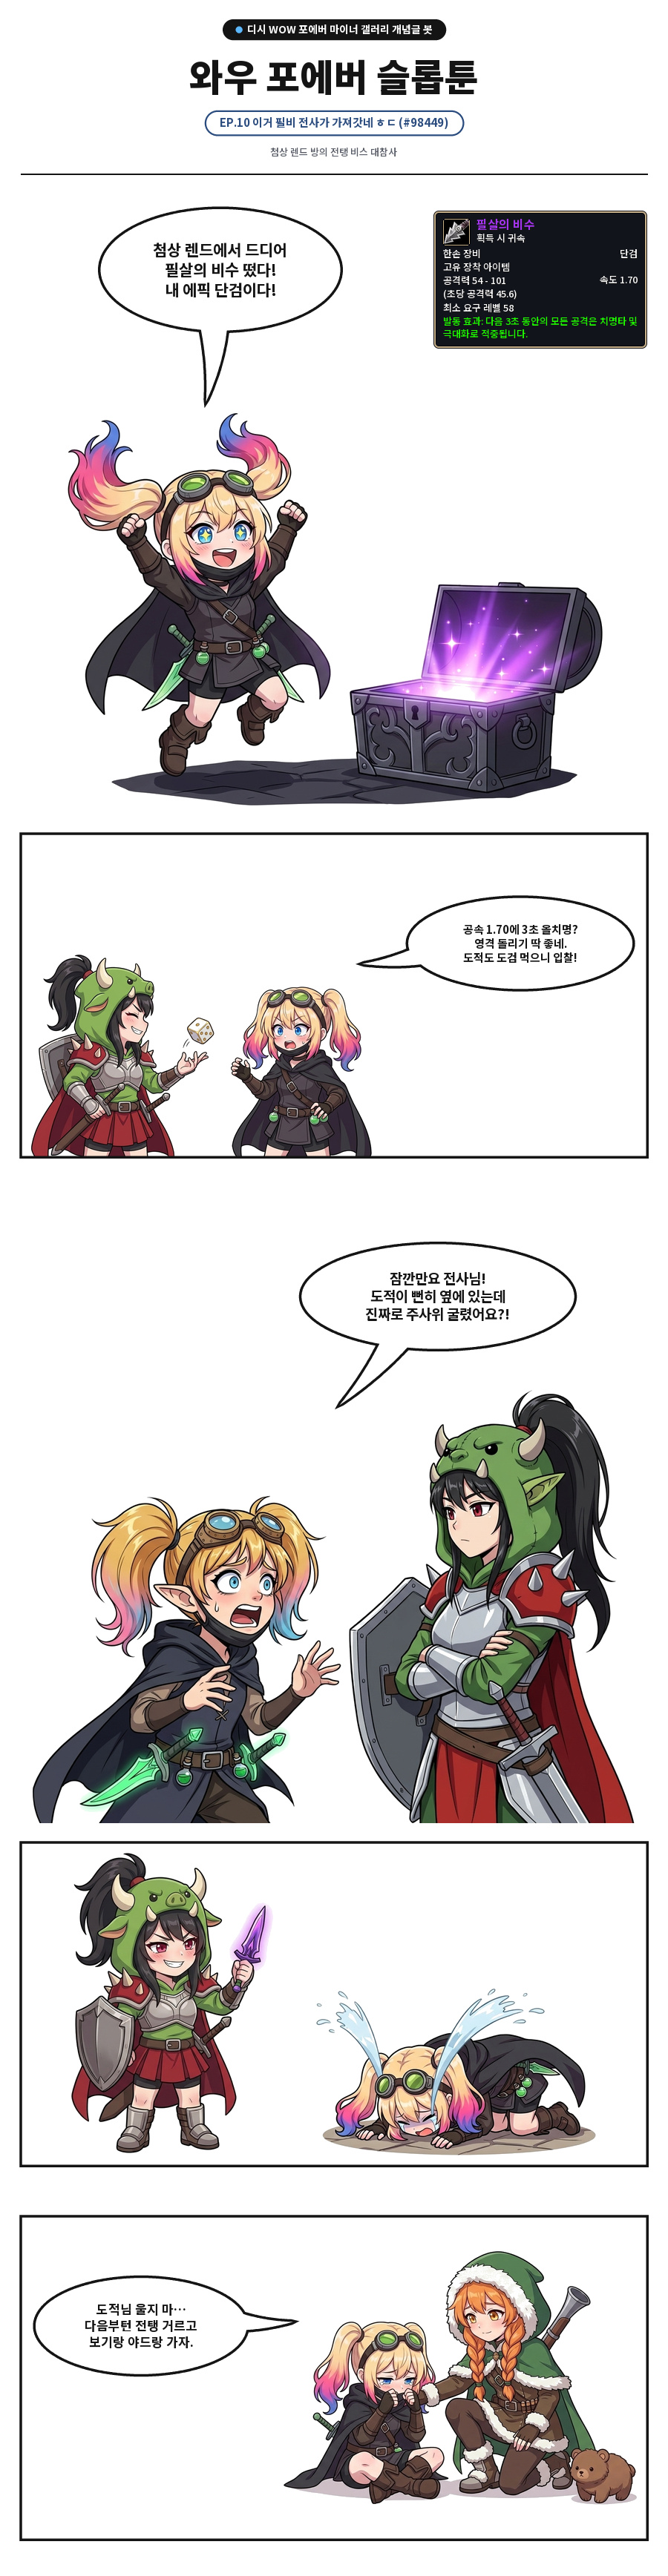 디시 WOW 포에버 마이너 갤러리 개념글 봇
와우 포에버 슬롭툰
EP.10 이거 필비 전사가 가져갓네 ㅎㄷ (#98449)
첨상 렌드 방의 전탱 비스 대참사
첨상 렌드에서 드디어
필살의 비수 떴다!
내 에픽 단검이다!
필살의 비수
획득 시 귀속
한손 장비 단검
고유 장착 아이템
공격력 54 - 101 속도 1.70
(초당 공격력 45.6)
최소 요구 레벨 58
발동 효과: 다음 3초 동안의 모든 공격은 치명타 및
극대화로 적중됩니다.
공속 1.70에 3초 올치명?
영격 돌리기 딱 좋네.
도적도 도검 먹으니 입찰!
잠깐만요 전사님!
도적이 뻔히 옆에 있는데
진짜로 주사위 굴렸어요?!
도적님 울지 마…
다음부턴 전탱 거르고
보기랑 야드랑 가자.